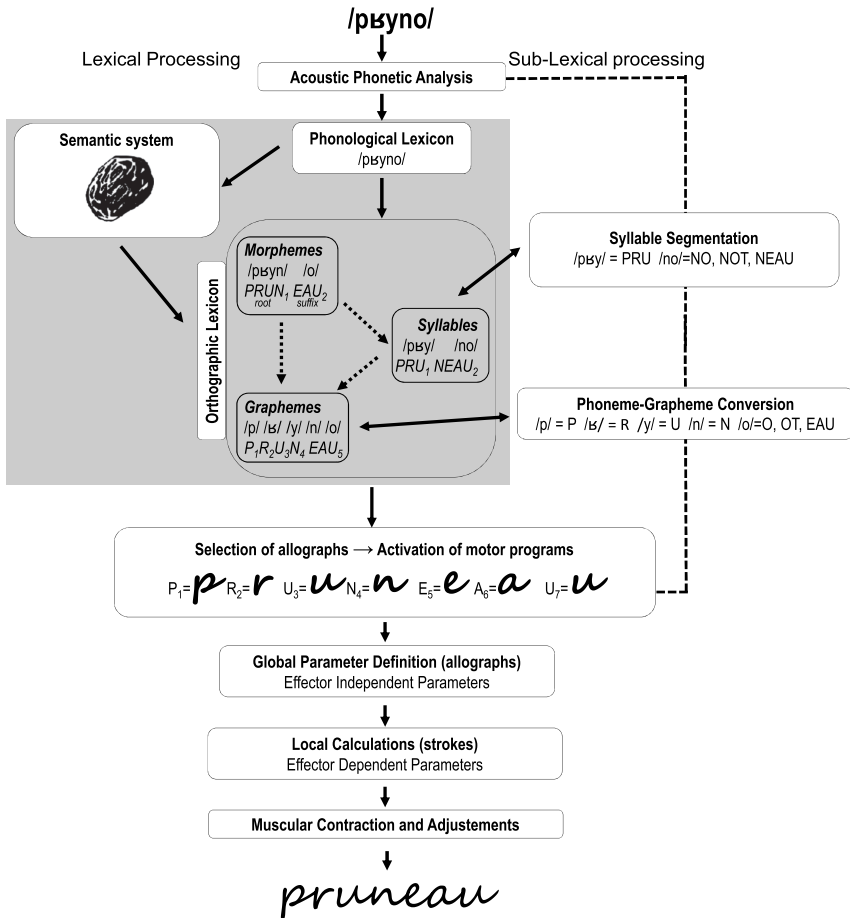 /pʁyno/
Lexical Processing
Sub-Lexical processing
Acoustic Phonetic Analysis
Semantic system
Phonological Lexicon
/pʁyno/
Orthographic Lexicon
Morphemes
/pʁyn/ /o/
PRUN₁ EAU₂
root suffix
Syllables
/pʁy/ /no/
PRU₁ NEAU₂
Graphemes
/p/ /ʁ/ /y/ /n/ /o/
P₁R₂U₃N₄ EAU₅
Syllable Segmentation
/pʁy/ = PRU /no/=NO, NOT, NEAU
Phoneme-Grapheme Conversion
/p/ = P /ʁ/ = R /y/ = U /n/ = N /o/=O, OT, EAU
Selection of allographs → Activation of motor programs
P₁=p R₂=r U₃=u N₄=n E₅=e A₆=a U₇=u
Global Parameter Definition (allographs)
Effector Independent Parameters
Local Calculations (strokes)
Effector Dependent Parameters
Muscular Contraction and Adjustements
pruneau